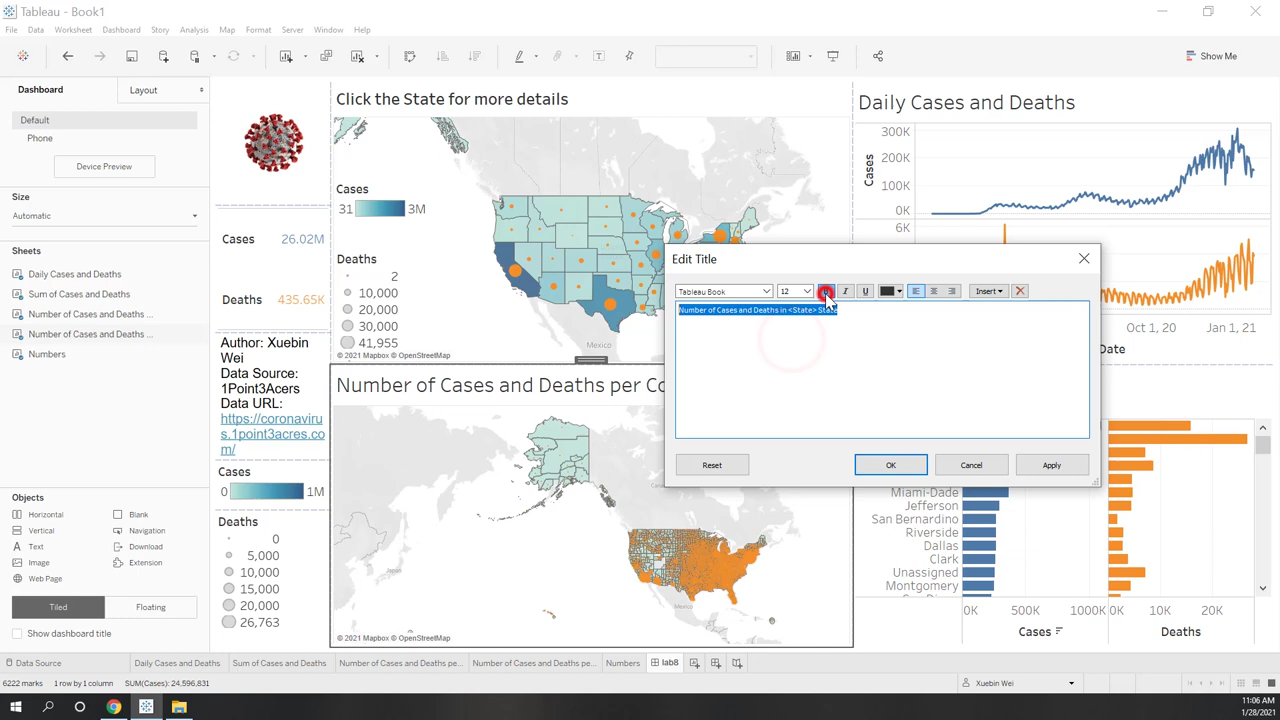 Tableau - Book1
File Data Worksheet Dashboard Story Analysis Map Format Server Window Help
Show Me
Dashboard Layout
Default
Phone
Device Preview
Size
Automatic
Sheets
Daily Cases and Deaths
Sum of Cases and Deaths
Number of Cases and Deaths ...
Number of Cases and Deaths ...
Numbers
Objects
Horizontal Blank
Vertical Navigation
Text Download
Image Extension
Web Page
Tiled Floating
Show dashboard title
Cases 26.02M
Deaths 435.65K
Author: Xuebin
Wei
Data Source:
1Point3Acers
Data URL:
https://coronaviru
s.1point3acres.co
m/
Cases
0 1M
Deaths
0
5,000
10,000
15,000
20,000
26,763
Click the State for more details
Cases
31 3M
Deaths
2
10,000
20,000
30,000
41,955
Mexico
© 2021 Mapbox © OpenStreetMap
Number of Cases and Deaths per Co
Japan
Mexico
© 2021 Mapbox © OpenStreetMap
Daily Cases and Deaths
Cases
300K
200K
100K
0K
6K
Oct 1, 20 Jan 1, 21
Date
Edit Title
Tableau Book 12 I U Insert
Number of Cases and Deaths in <State> State
Reset OK Cancel Apply
Miami-Dade
Jefferson
San Bernardino
Riverside
Dallas
Clark
Unassigned
Montgomery
0K 500K 1000K 0K 10K 20K
Cases Deaths
Data Source Daily Cases and Deaths Sum of Cases and Deaths Number of Cases and Deaths pe... Number of Cases and Deaths pe... Numbers lab8
6222 marks 1 row by 1 column SUM(Cases): 24,596,831 Xuebin Wei
11:06 AM
1/28/2021